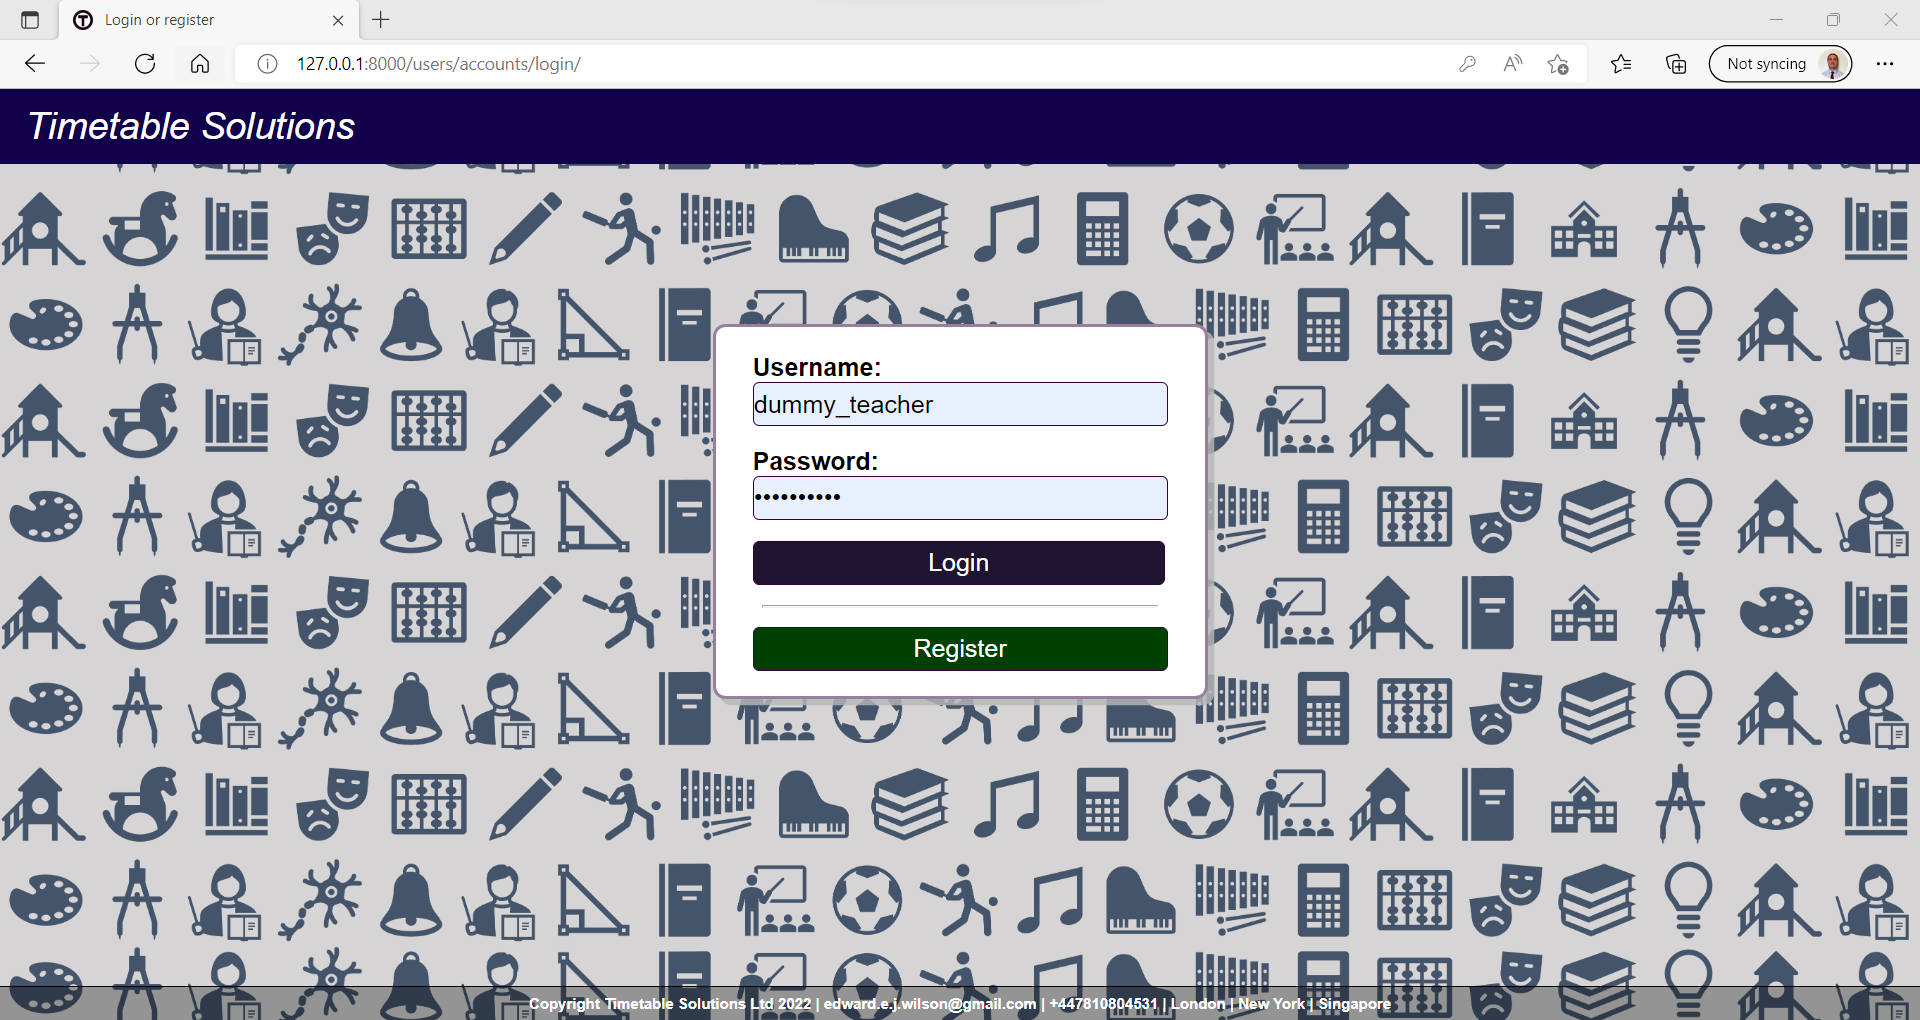 Login or register
127.0.0.1:8000/users/accounts/login/
Not syncing
Timetable Solutions
Username:
dummy_teacher
Password:
••••••••••
Login
Register
Copyright Timetable Solutions Ltd 2022 | edward.e.j.wilson@gmail.com | +447810804531 | London | New York | Singapore